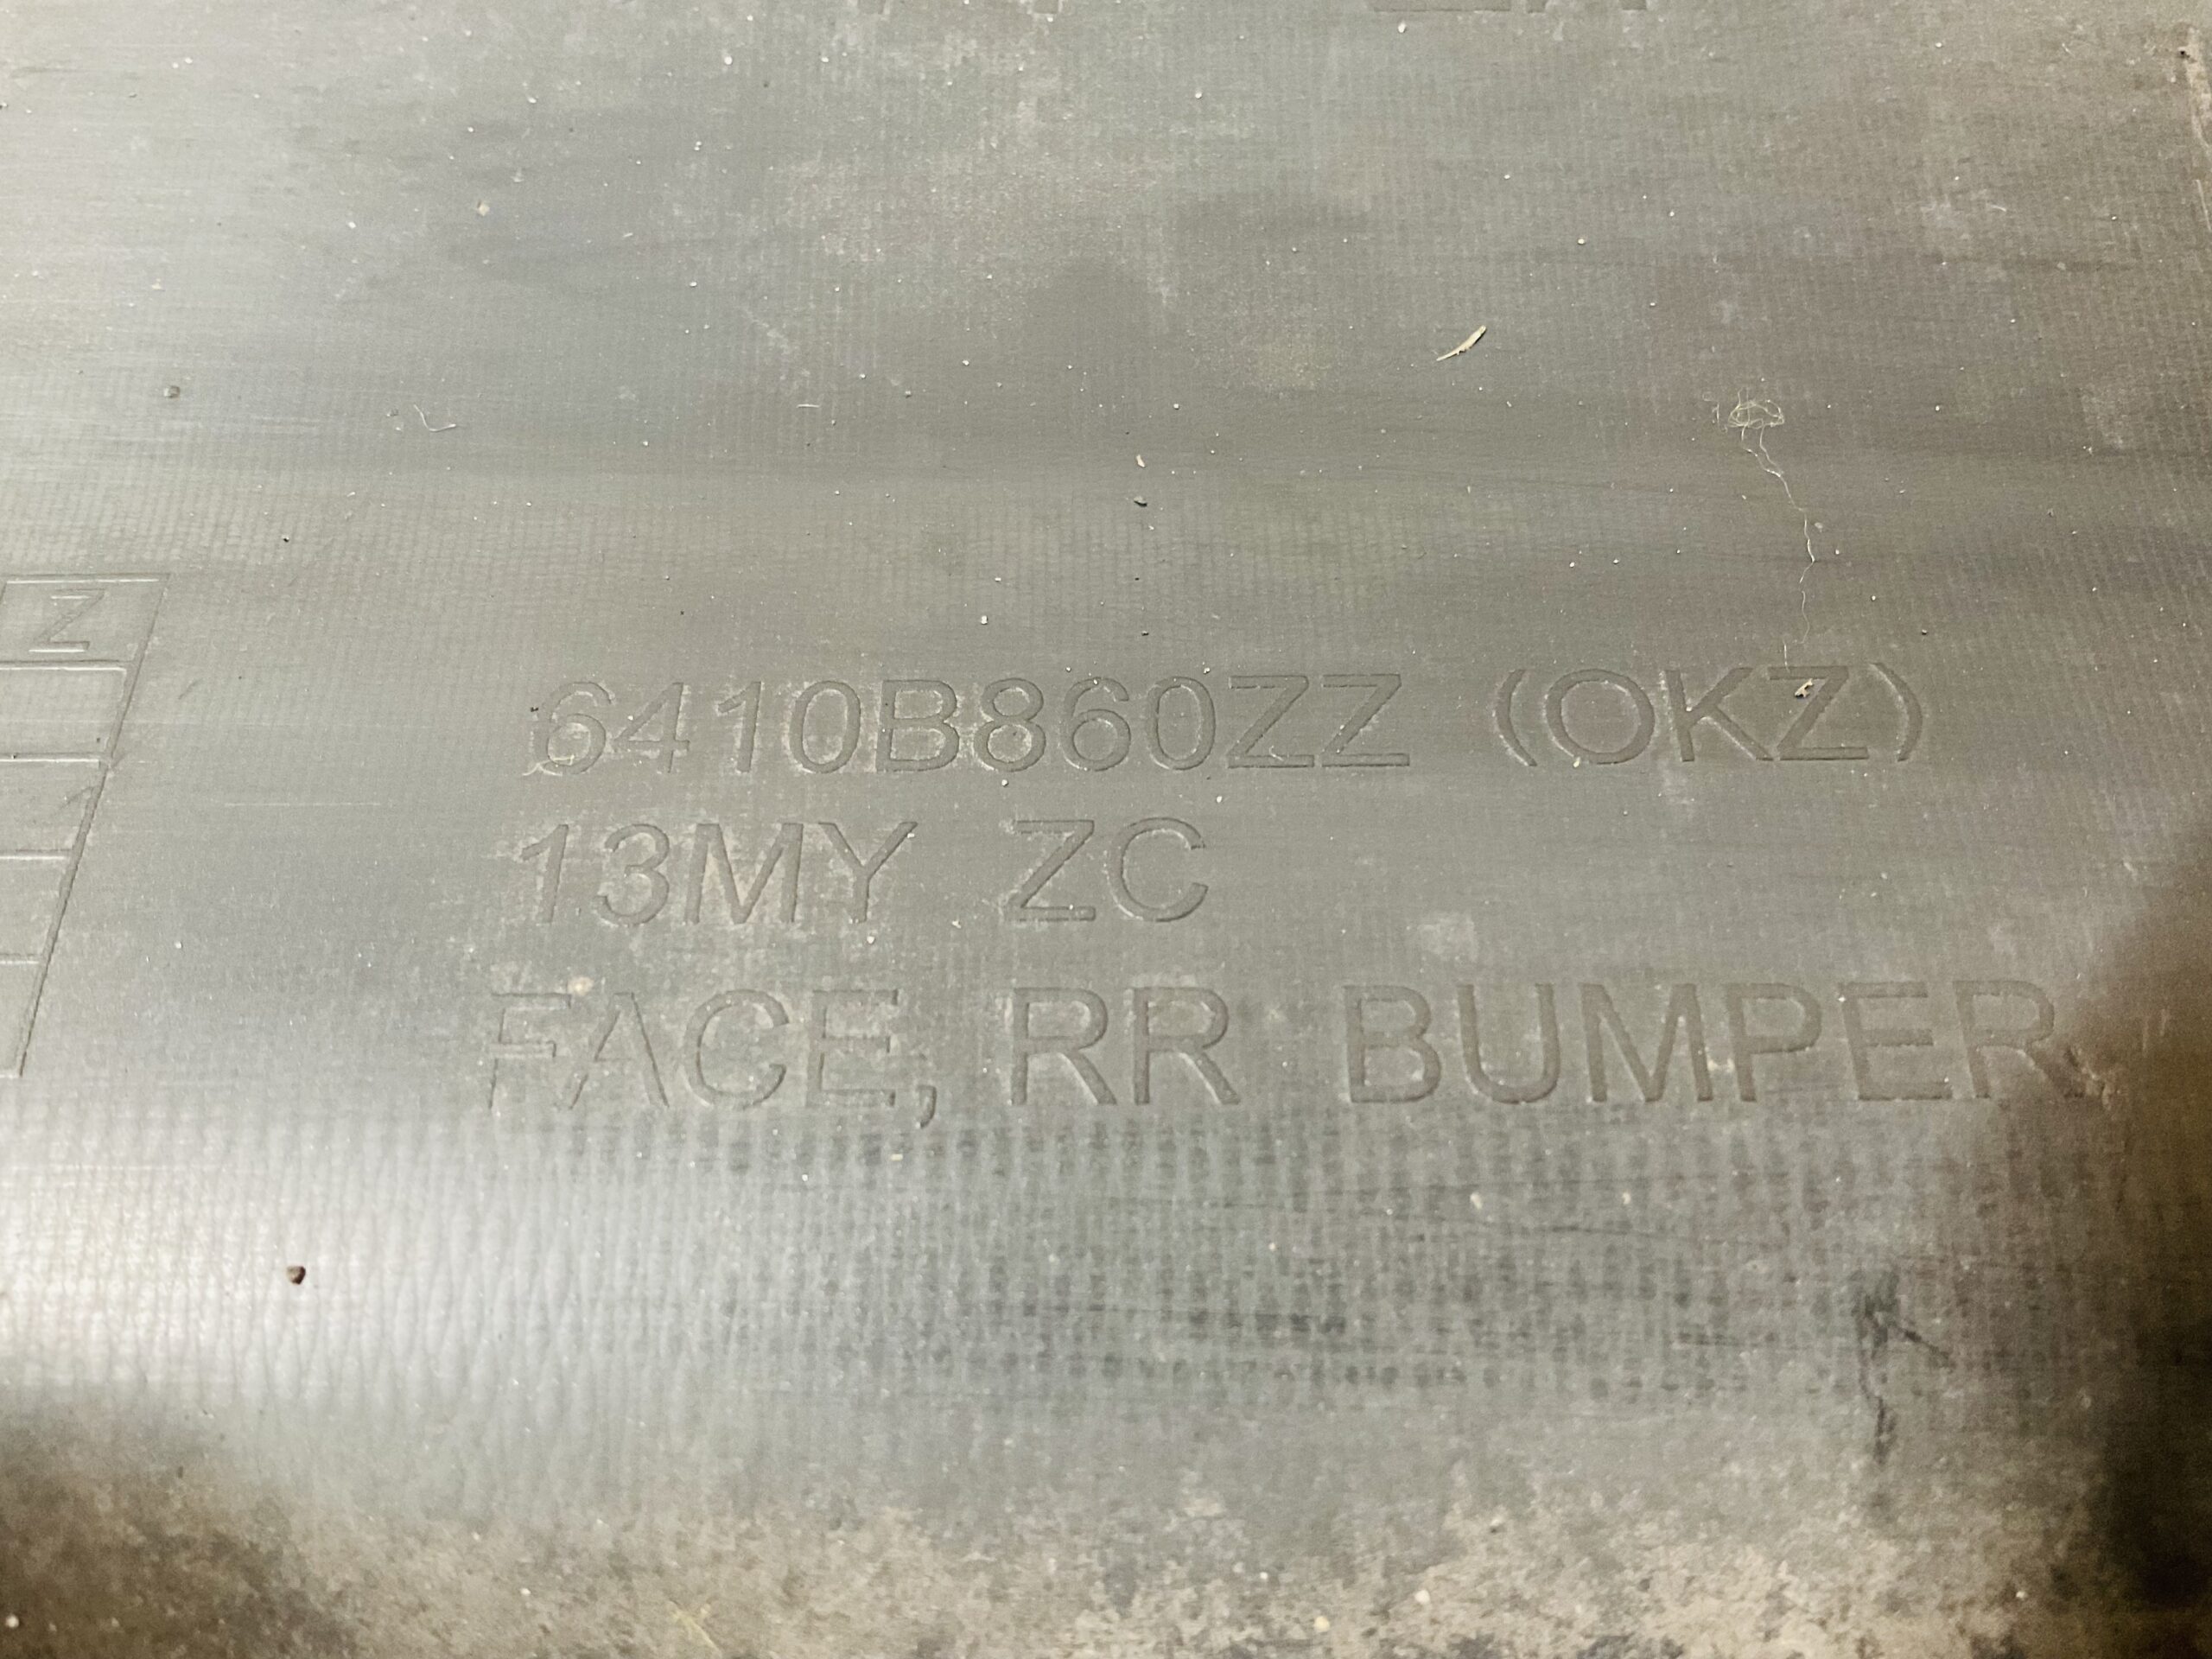 Z
6410B860ZZ (OKZ)
13MY ZC
FACE, RR BUMPER